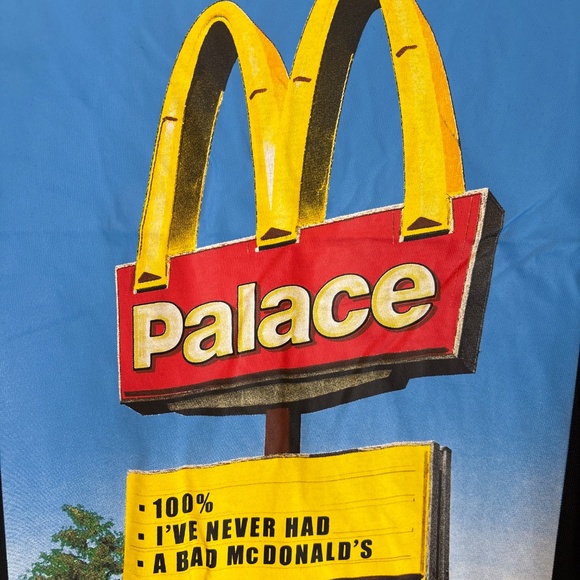 Palace
• 100%
• I'VE NEVER HAD
• A BAD McDONALD'S